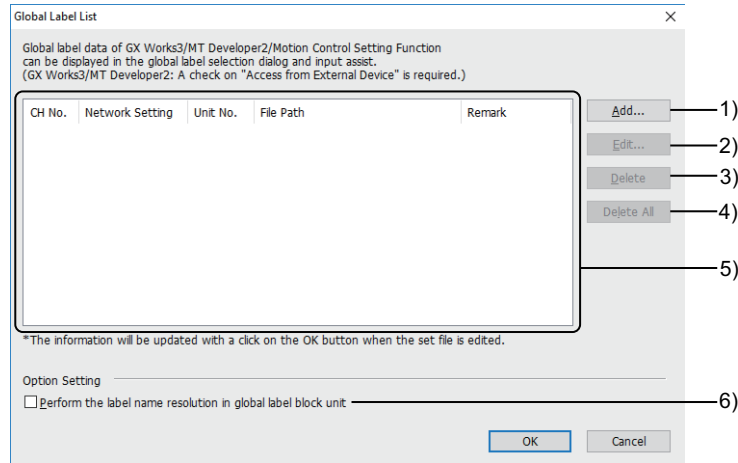 Global Label List
Global label data of GX Works3/MT Developer2/Motion Control Setting Function
can be displayed in the global label selection dialog and input assist.
(GX Works3/MT Developer2: A check on "Access from External Device" is required.)
CH No. Network Setting Unit No. File Path Remark
Add... 1)
Edit... 2)
Delete 3)
Delete All 4)
5)
*The information will be updated with a click on the OK button when the set file is edited.
Option Setting
Perform the label name resolution in global label block unit 6)
OK Cancel